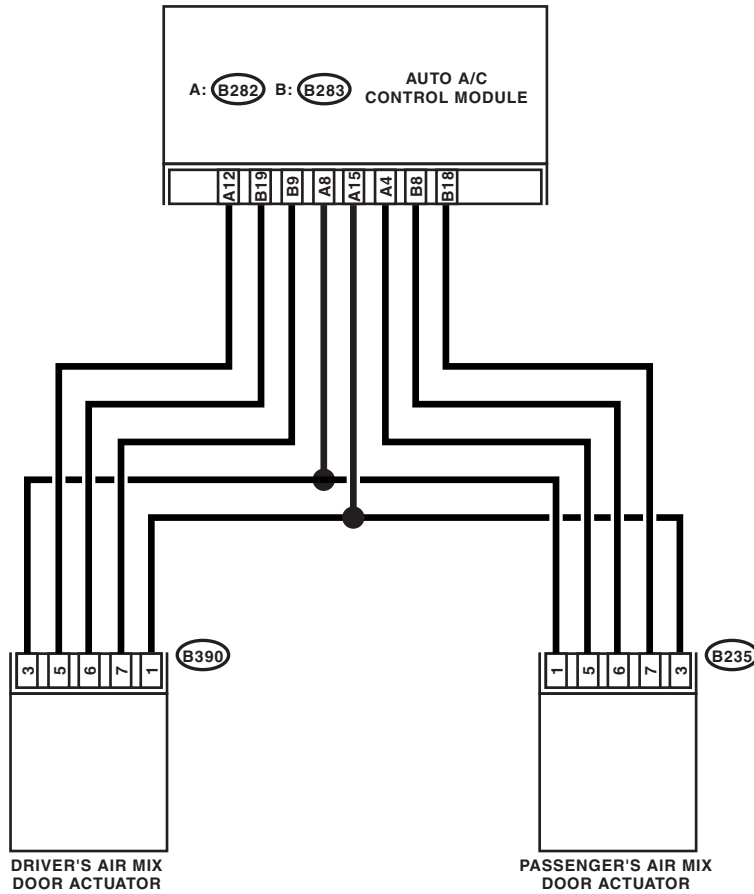 A: B282 B: B283
AUTO A/C
CONTROL MODULE
A12 B19 B9 A8 A15 A4 B8 B18
B390
3 5 6 7 1
B235
1 5 6 7 3
DRIVER'S AIR MIX
DOOR ACTUATOR
PASSENGER'S AIR MIX
DOOR ACTUATOR